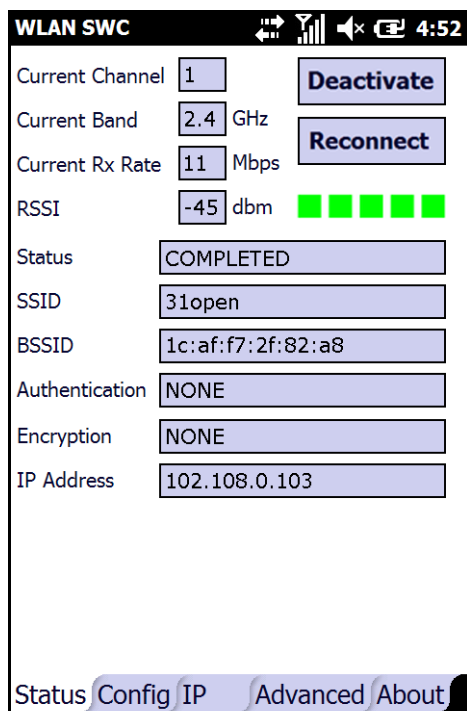 WLAN SWC 4:52
Current Channel 1 Deactivate
Current Band 2.4 GHz
Reconnect
Current Rx Rate 11 Mbps
RSSI -45 dbm
Status COMPLETED
SSID 31open
BSSID 1c:af:f7:2f:82:a8
Authentication NONE
Encryption NONE
IP Address 102.108.0.103
Status Config IP Advanced About